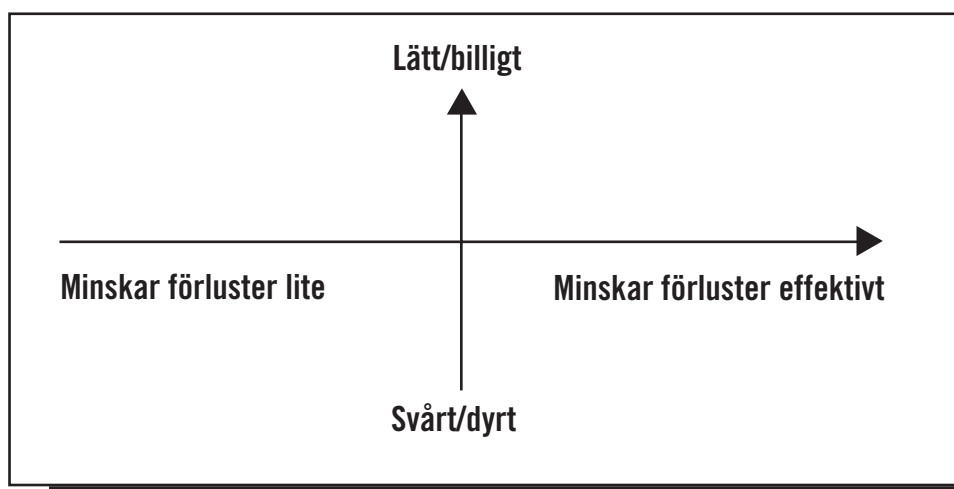 Lätt/billigt
Minskar förluster lite
Minskar förluster effektivt
Svårt/dyrt